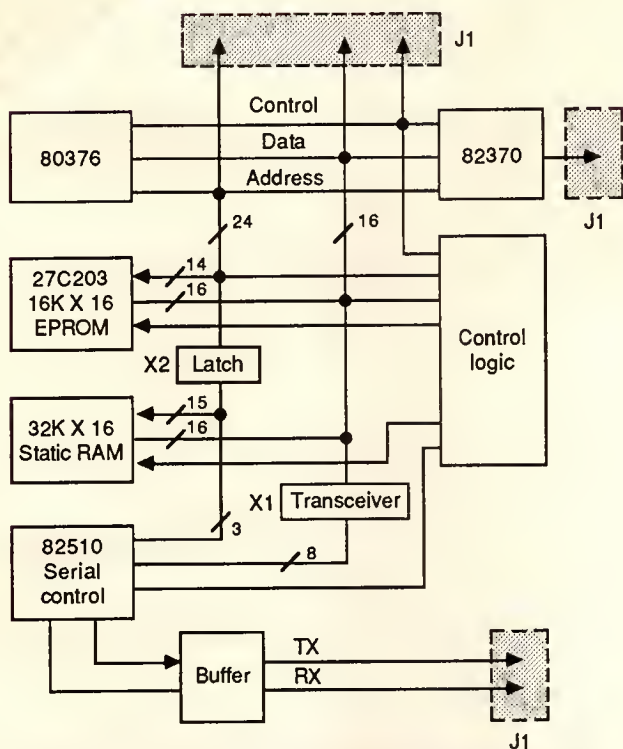 J1
Control
80376
Data
82370
Address
J1
24
16
14
27C203
16K X 16
EPROM
16
Control
logic
X2
Latch
15
32K X 16
Static RAM
16
X1
Transceiver
3
82510
Serial
control
8
Buffer
TX
RX
J1